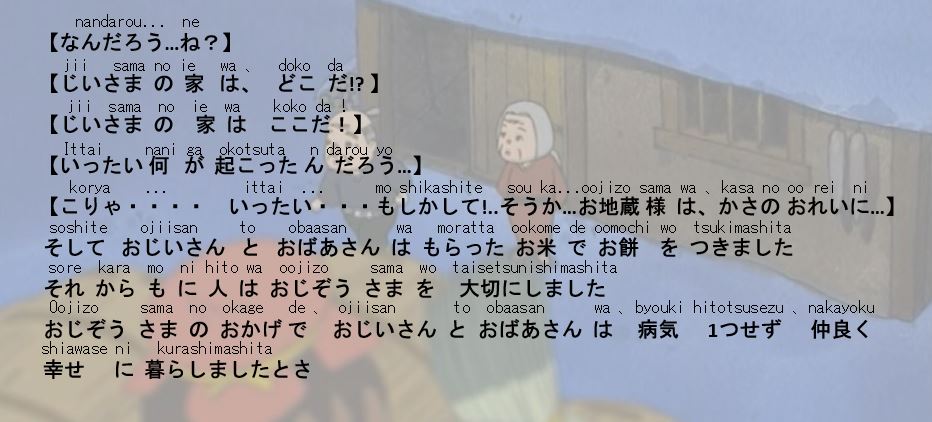 nandarou... ne
【なんだろう...ね？】
jii sama no ie wa 、 doko da
【じいさま の 家 は、 どこ だ!? 】
jii sama no ie wa koko da !
【じいさま の 家 は ここだ！】
Ittai nani ga okotsuta n darou yo
【いったい 何 が 起こった ん だろう...】
korya ... ittai ... mo shikashite sou ka...oojizo sama wa 、 kasa no oo rei ni
【こりゃ・・・・ いったい・・・もしかして!..そうか...お地蔵 様 は、かさの おれいに...】
soshite ojiisan to obaasan wa moratta ookome de oomochi wo tsukimashita
そして おじいさん と おばあさん は もらった お米 で お餅 を つきました
sore kara mo ni hito wa oojizo sama wo taisetsunishimashita
それ から も に 人 は おじぞう さま を 大切にしました
Oojizo sama no okage de 、 ojiisan to obaasan wa 、 byouki hitotsusezu 、 nakayoku
おじぞう さま の おかげ で おじいさん と おばあさん は 病気 1つせず 仲良く
shiawase ni kurashimashita
幸せ に 暮らしましたとさ